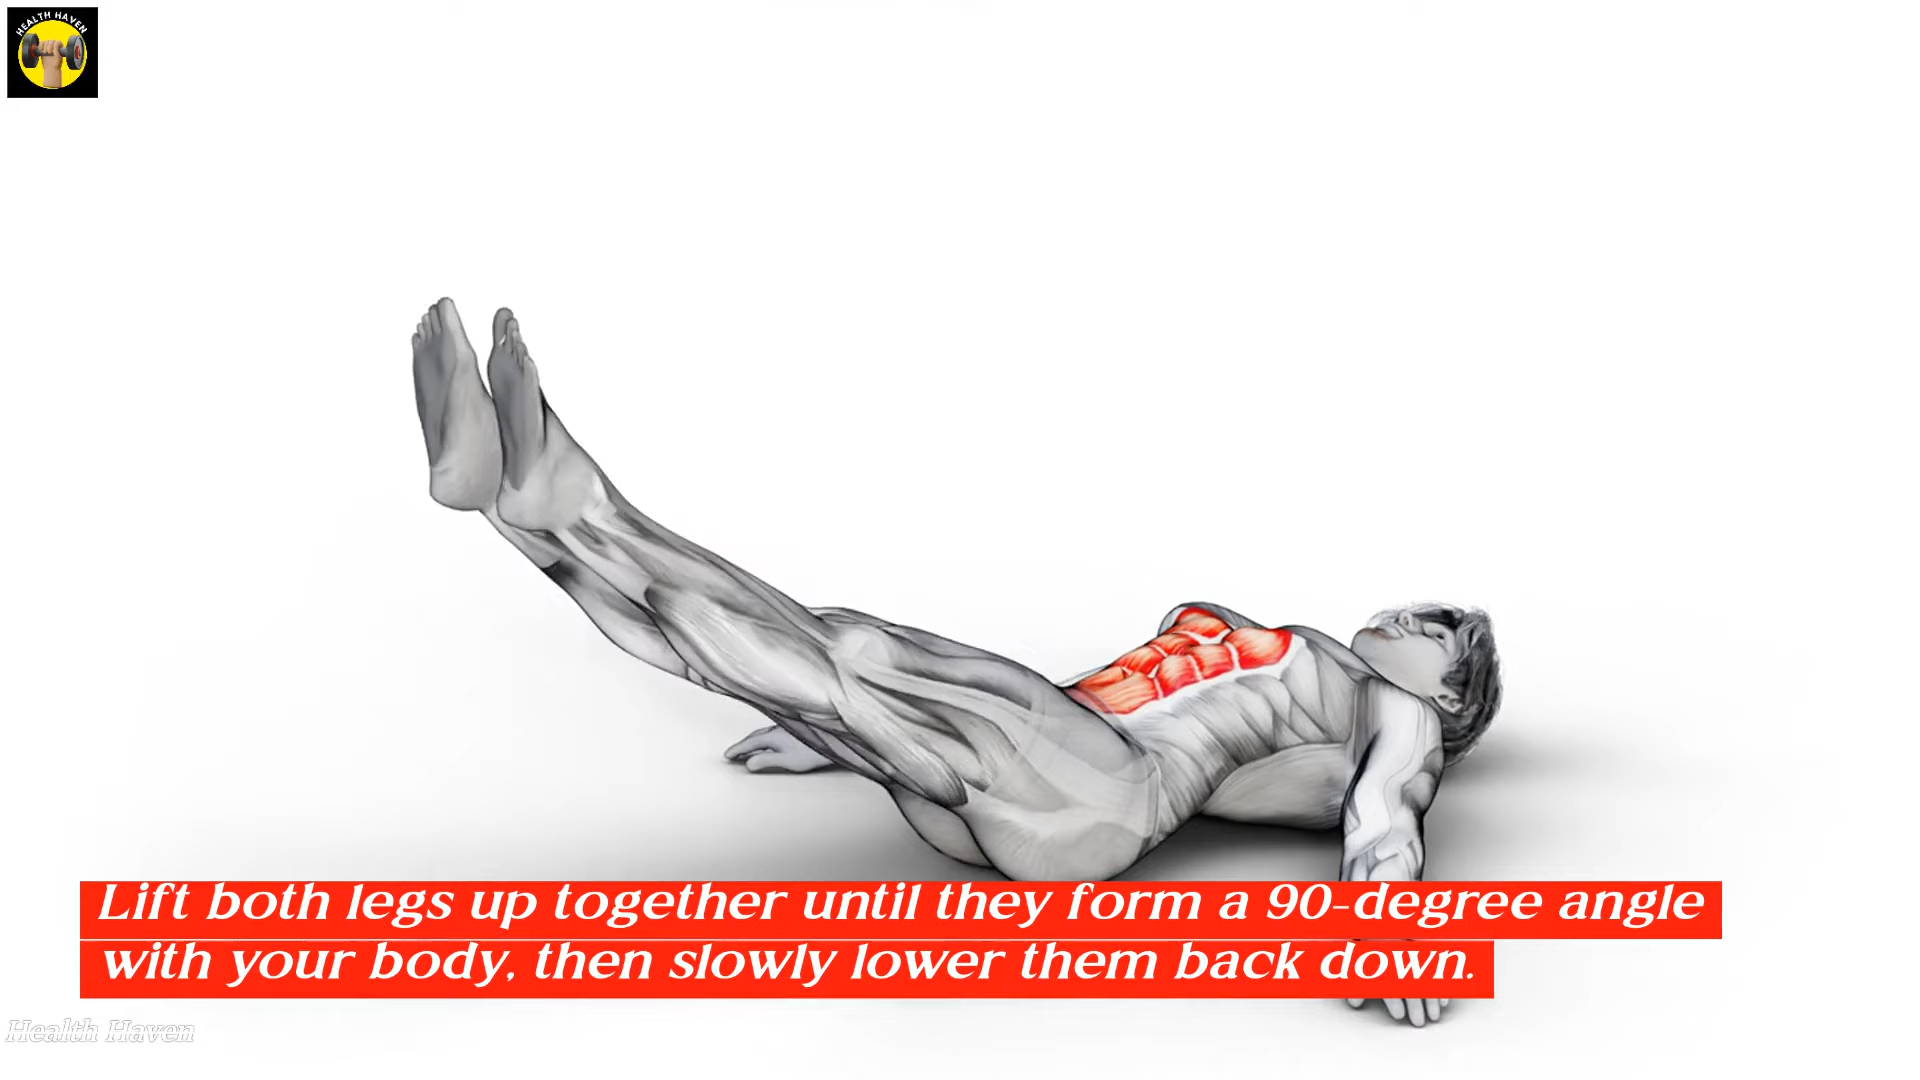 HEALTH HAVEN
Lift both legs up together until they form a 90-degree angle
with your body, then slowly lower them back down.
Health Haven